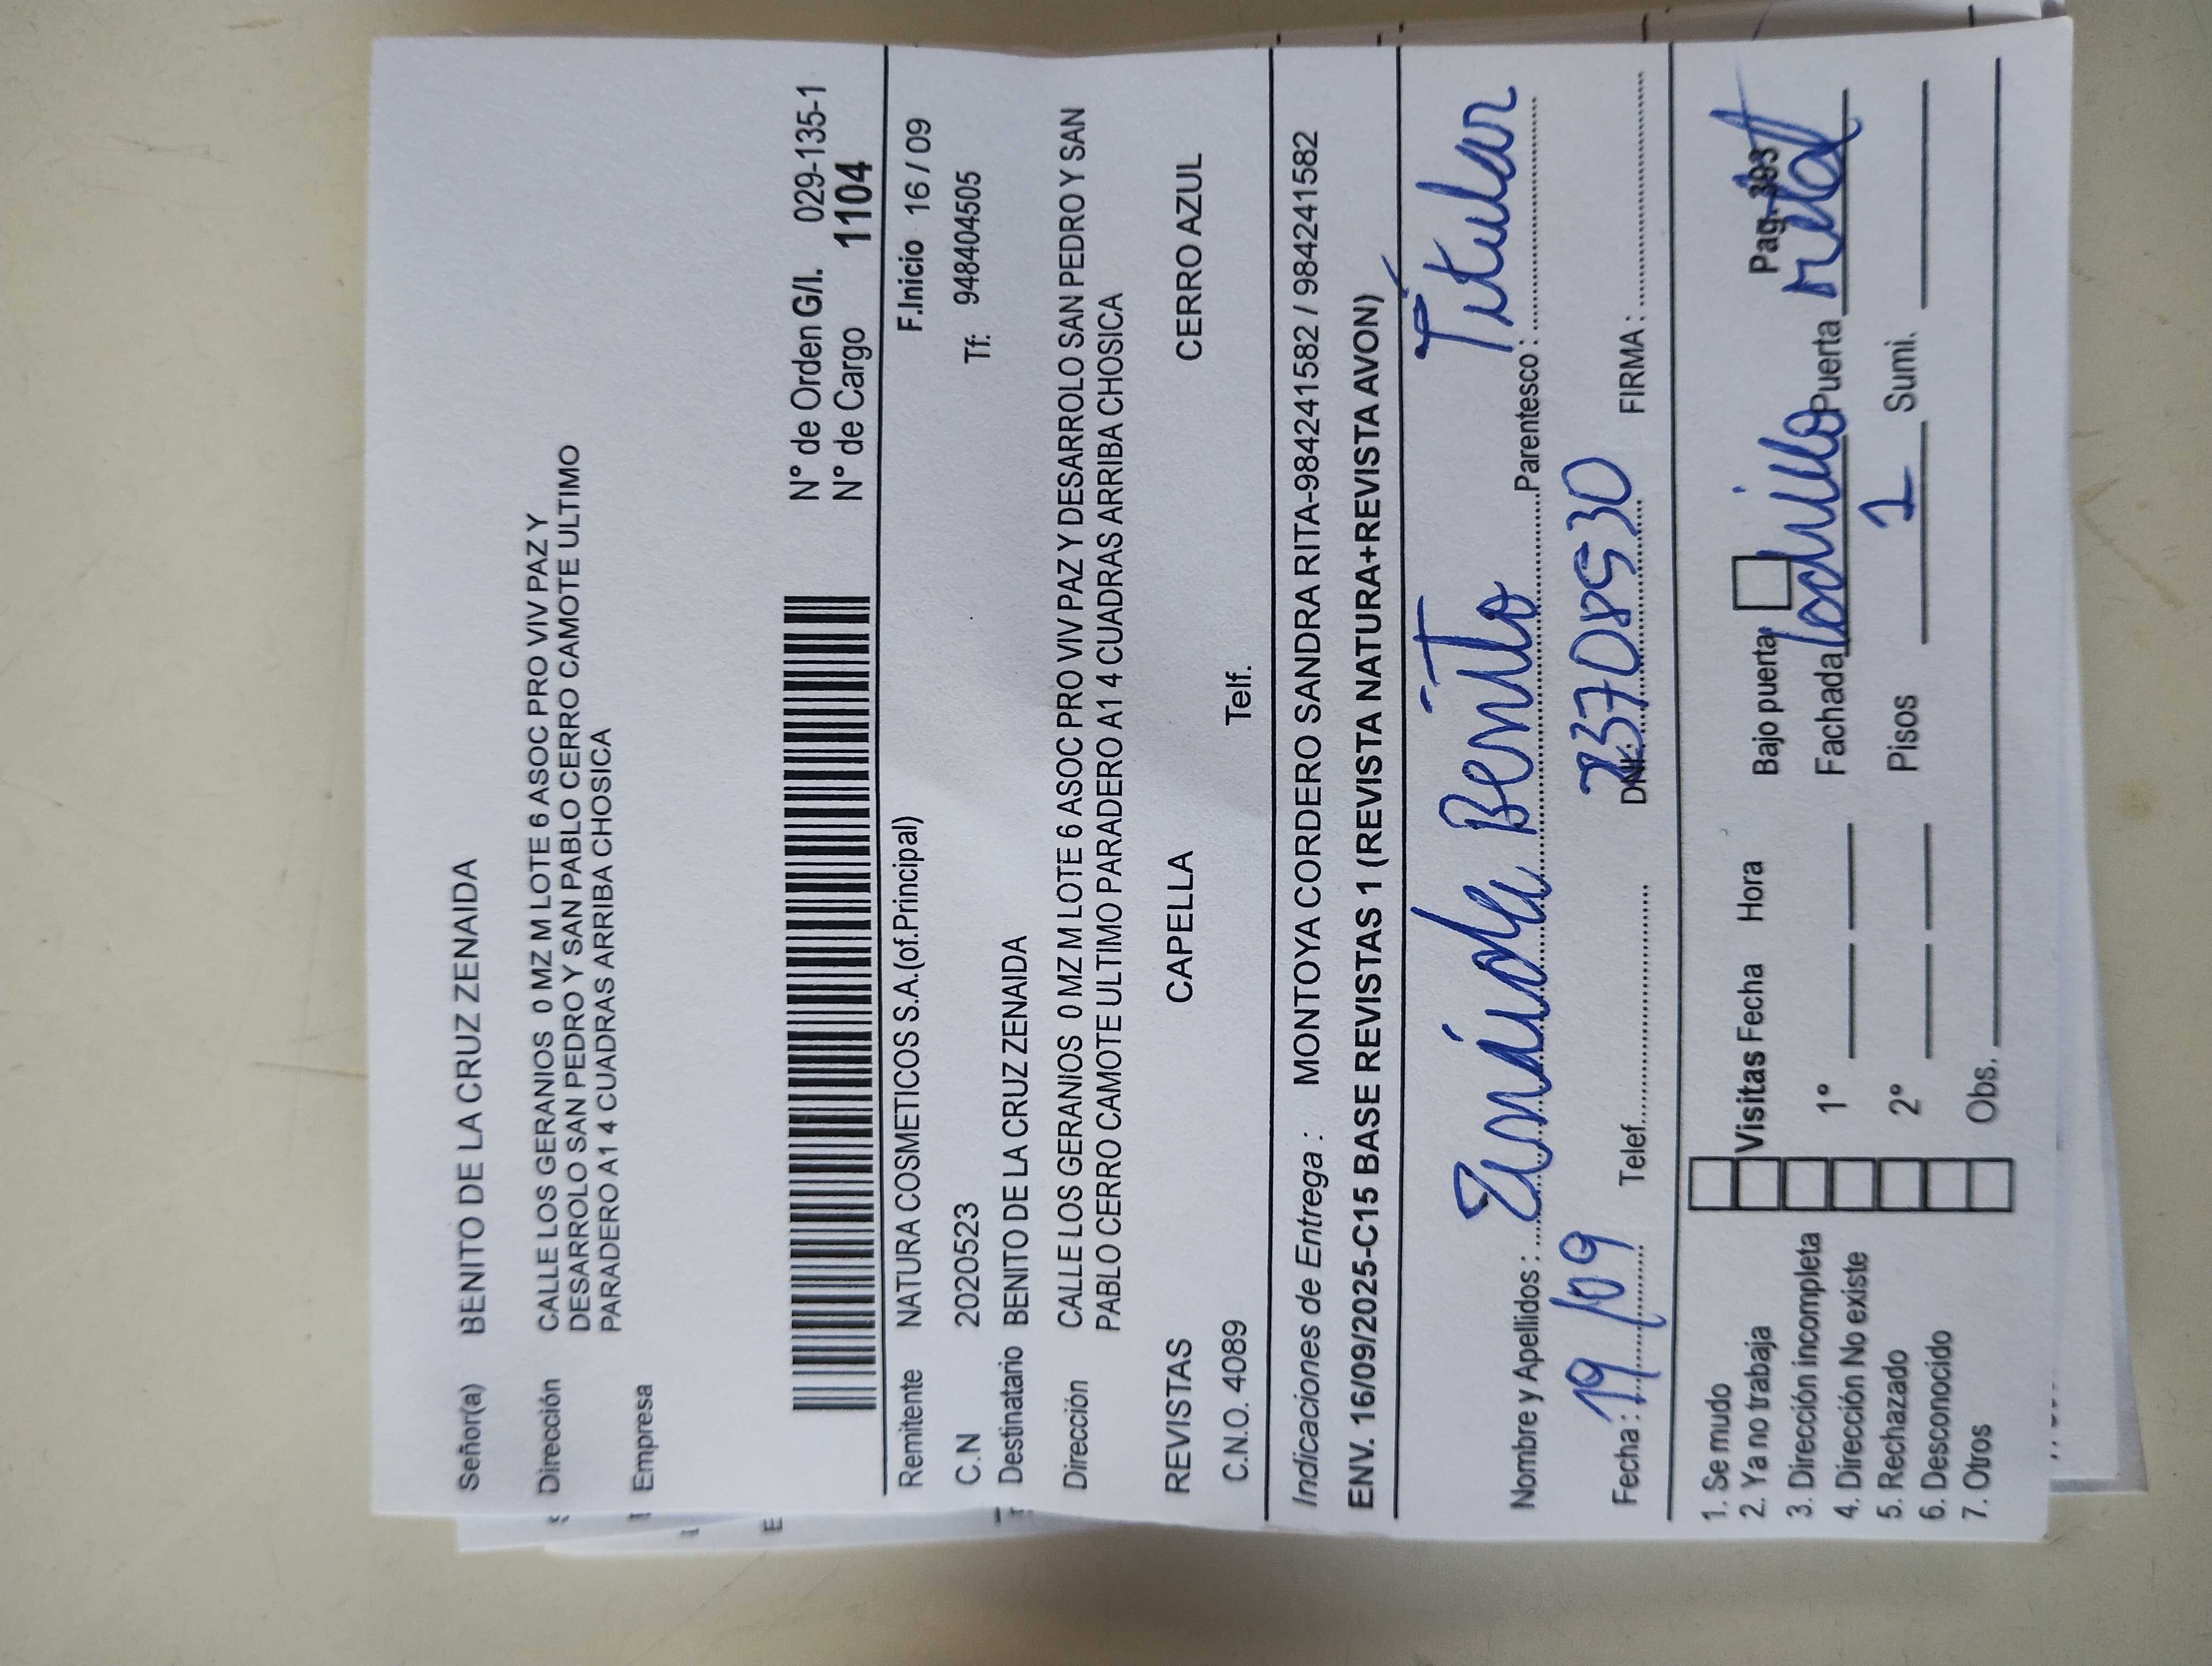 Señor(a) BENITO DE LA CRUZ ZENAIDA
Dirección CALLE LOS GERANIOS 0 MZ M LOTE 6 ASOC PRO VIV PAZ Y
DESARROLO SAN PEDRO Y SAN PABLO CERRO CAMOTE ULTIMO
PARADERO A1 4 CUADRAS ARRIBA CHOSICA
Empresa
N° de Orden G/I. 029-135-1
N° de Cargo 1104
Remitente NATURA COSMETICOS S.A.(of.Principal) F.Inicio 16 / 09
C.N 2020523 Tf: 948404505
Destinatario BENITO DE LA CRUZ ZENAIDA
Dirección CALLE LOS GERANIOS 0 MZ M LOTE 6 ASOC PRO VIV PAZ Y DESARROLO SAN PEDRO Y SAN
PABLO CERRO CAMOTE ULTIMO PARADERO A1 4 CUADRAS ARRIBA CHOSICA
REVISTAS CAPELLA CERRO AZUL
C.N.O. 4089 Telf.
Indicaciones de Entrega : MONTOYA CORDERO SANDRA RITA-984241582 / 984241582
ENV. 16/09/2025-C15 BASE REVISTAS 1 (REVISTA NATURA+REVISTA AVON)
Nombre y Apellidos : Benito Parentesco : Titular
Fecha : 19/09 Telef. DNI: FIRMA :
1. Se mudo
2. Ya no trabaja Visitas Fecha Hora Bajo puerta Pag. 393
3. Dirección incompleta 1° Fachada Ladrillo Puerta
4. Dirección No existe
5. Rechazado 2° Pisos 1 Sumi.
6. Desconocido
7. Otros Obs.